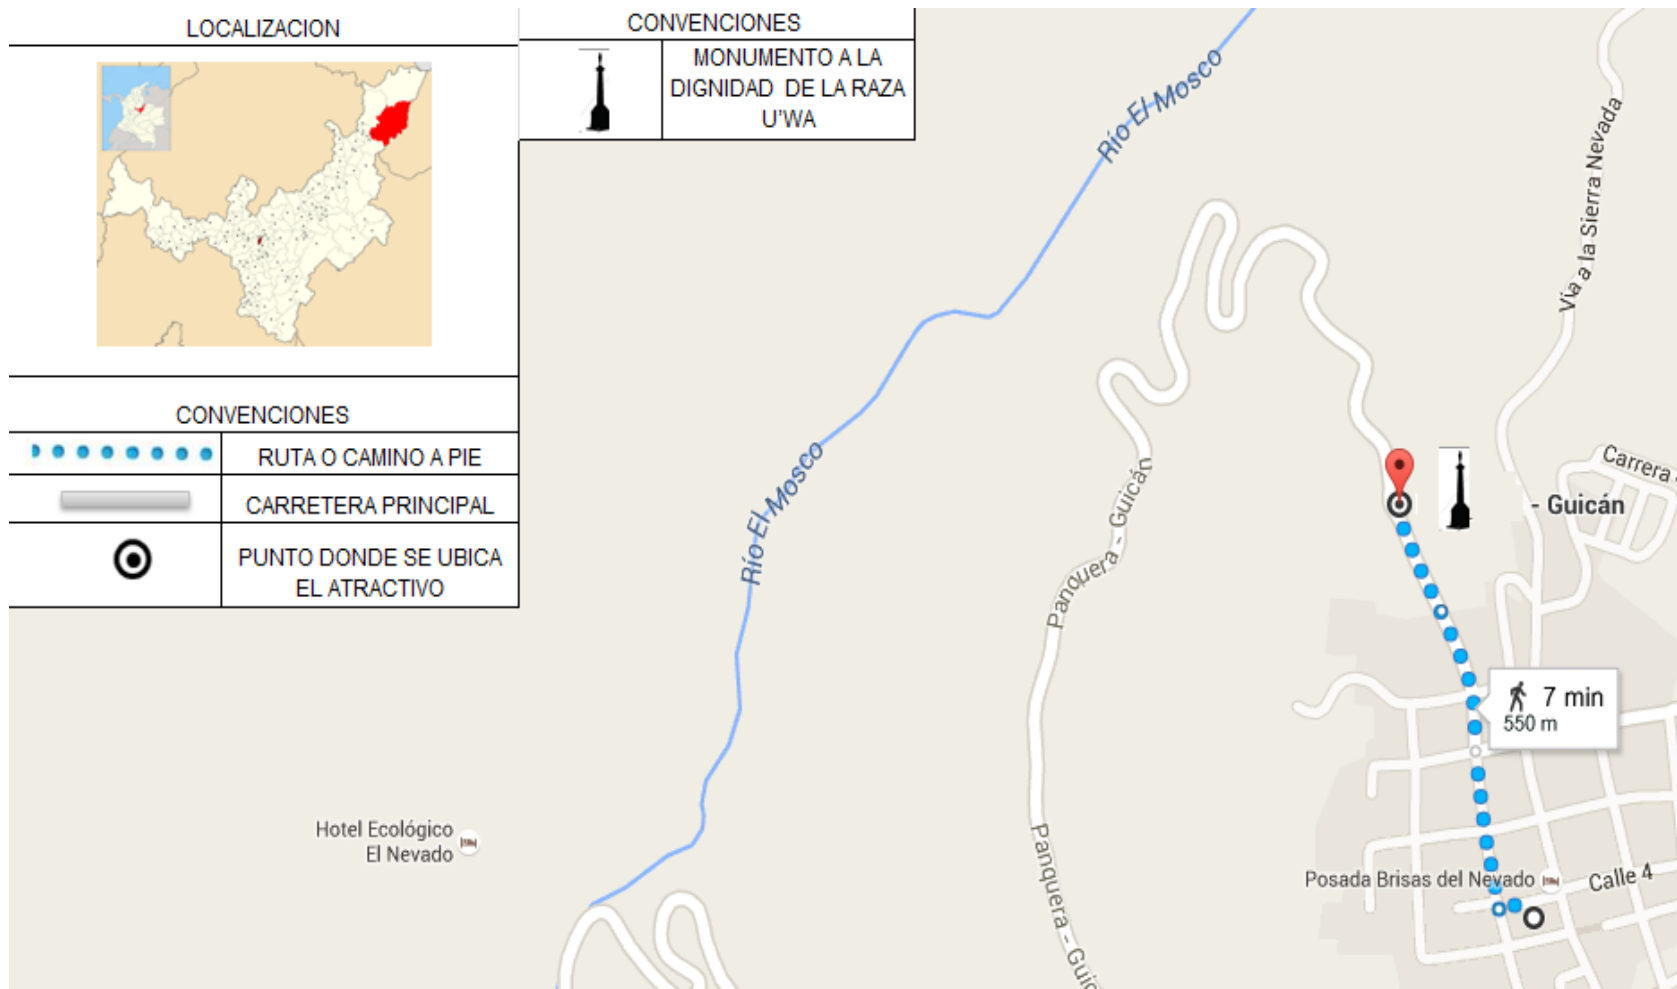 LOCALIZACION
CONVENCIONES
MONUMENTO A LA
DIGNIDAD DE LA RAZA
U'WA
CONVENCIONES
RUTA O CAMINO A PIE
CARRETERA PRINCIPAL
PUNTO DONDE SE UBICA
EL ATRACTIVO
Río El Mosco
Vía a la Sierra Nevada
Río El Mosco
Panquera - Guicán
Carrera
- Guicán
7 min
550 m
Hotel Ecológico
El Nevado
Panquera - Guic
Posada Brisas del Nevado
Calle 4